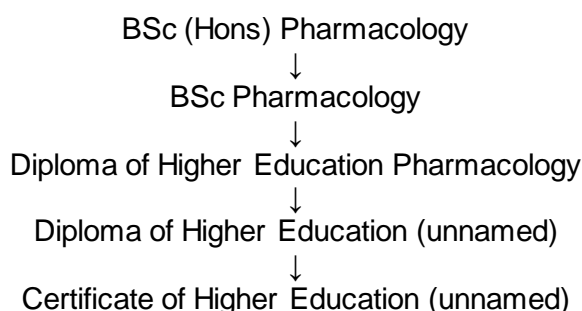 BSc (Hons) Pharmacology
↓
BSc Pharmacology
↓
Diploma of Higher Education Pharmacology
↓
Diploma of Higher Education (unnamed)
↓
Certificate of Higher Education (unnamed)